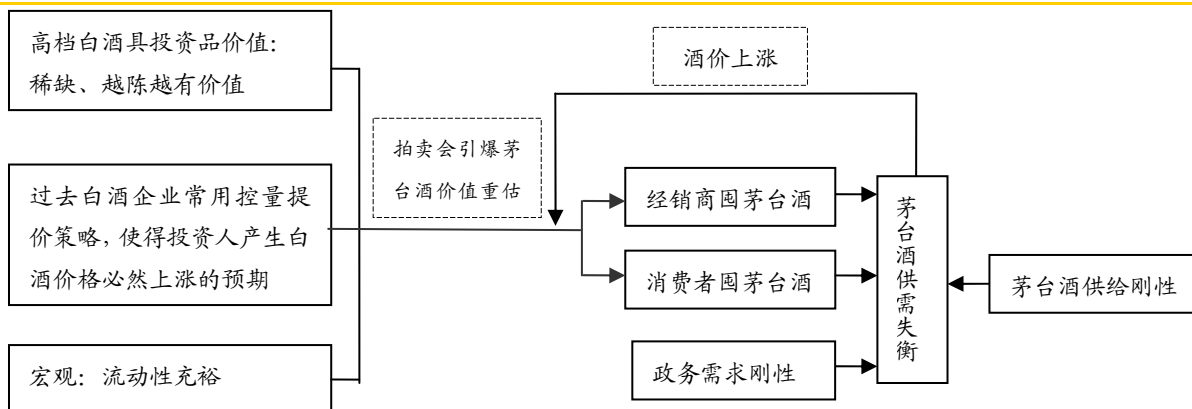 高档白酒具投资品价值：
稀缺、越陈越有价值
过去白酒企业常用控量提
价策略，使得投资人产生白
酒价格必然上涨的预期
宏观：流动性充裕
拍卖会引爆茅
台酒价值重估
酒价上涨
经销商囤茅台酒
消费者囤茅台酒
政务需求刚性
茅台酒供需失衡
茅台酒供给刚性